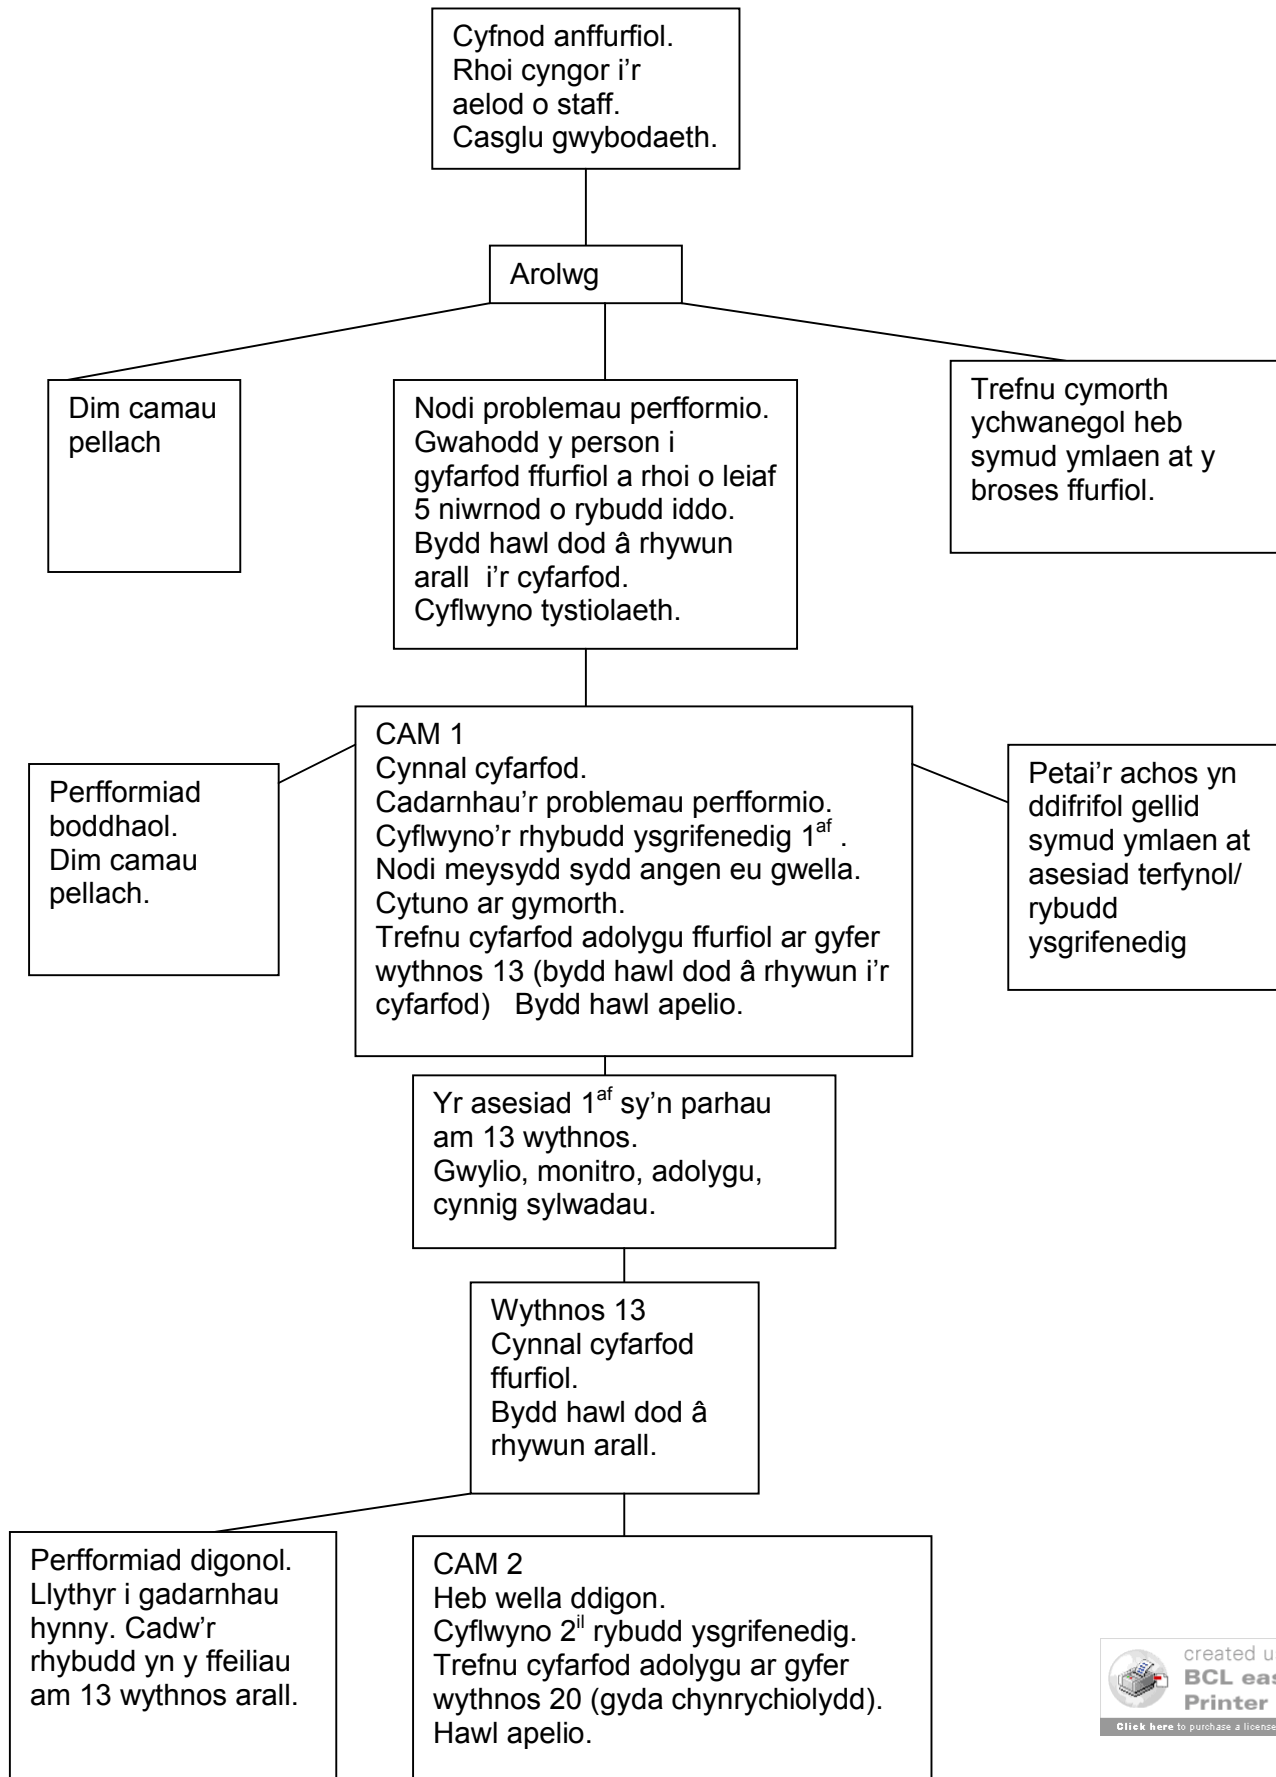 Cyfnod anffurfiol.
Rhoi cyngor i'r
aelod o staff.
Casglu gwybodaeth.
Arolwg
Dim camau
pellach
Nodi problemau perfformio.
Gwahodd y person i
gyfarfod ffurfiol a rhoi o leiaf
5 niwrnod o rybudd iddo.
Bydd hawl dod â rhywun
arall i'r cyfarfod.
Cyflwyno tystiolaeth.
Trefnu cymorth
ychwanegol heb
symud ymlaen at y
broses ffurfiol.
Perfformiad
boddhaol.
Dim camau
pellach.
CAM 1
Cynnal cyfarfod.
Cadarnhau'r problemau perfformio.
Cyflwyno'r rhybudd ysgrifenedig 1af .
Nodi meysydd sydd angen eu gwella.
Cytuno ar gymorth.
Trefnu cyfarfod adolygu ffurfiol ar gyfer
wythnos 13 (bydd hawl dod â rhywun i'r
cyfarfod) Bydd hawl apelio.
Petai'r achos yn
ddifrifol gellid
symud ymlaen at
asesiad terfynol/
rybudd
ysgrifenedig
Yr asesiad 1af sy'n parhau
am 13 wythnos.
Gwylio, monitro, adolygu,
cynnig sylwadau.
Wythnos 13
Cynnal cyfarfod
ffurfiol.
Bydd hawl dod â
rhywun arall.
Perfformiad digonol.
Llythyr i gadarnhau
hynny. Cadw'r
rhybudd yn y ffeiliau
am 13 wythnos arall.
CAM 2
Heb wella ddigon.
Cyflwyno 2il rybudd ysgrifenedig.
Trefnu cyfarfod adolygu ar gyfer
wythnos 20 (gyda chynrychiolydd).
Hawl apelio.
created u
BCL eas
Printer
Click here to purchase a license